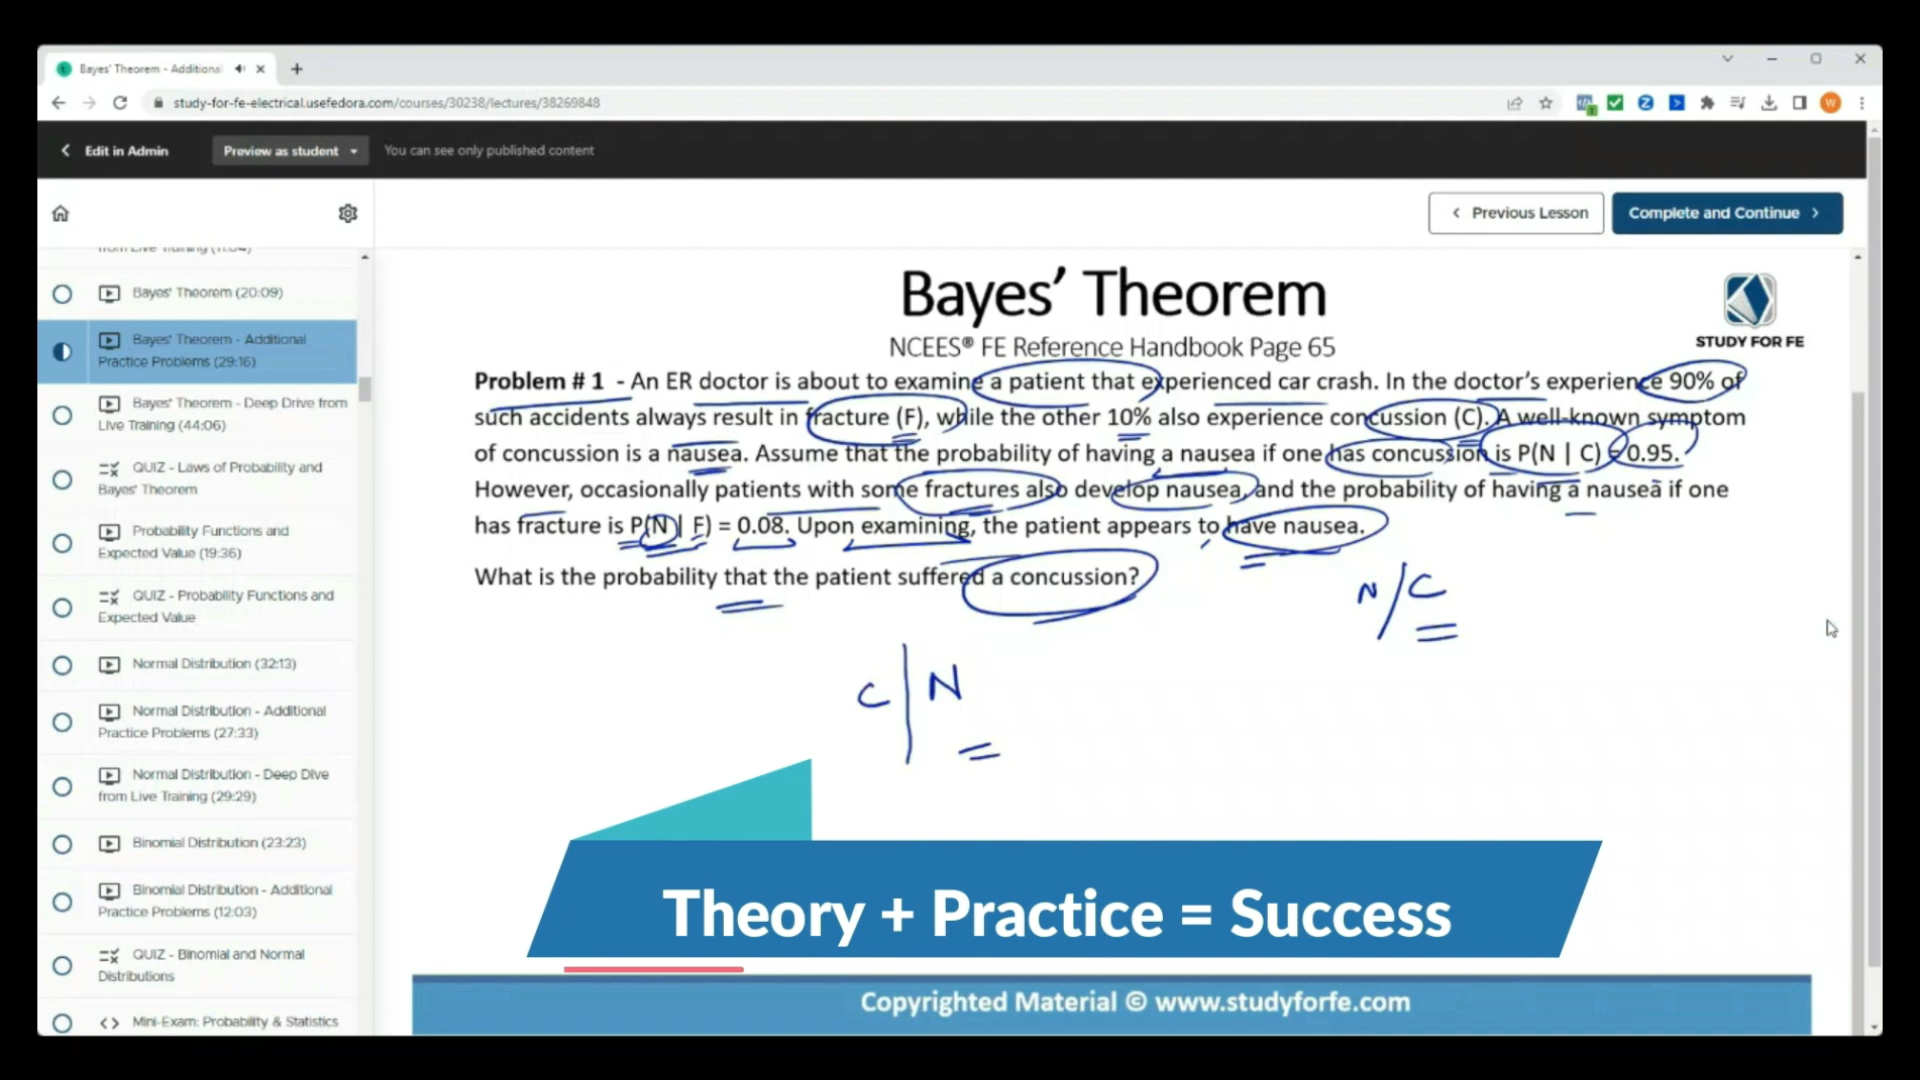 Bayes' Theorem - Additional
study-for-fe-electrical.usefedora.com/courses/30238/lectures/38269848
W
Edit in Admin
Preview as student
You can see only published content
Previous Lesson
Complete and Continue
from Live Training
Bayes' Theorem (20:09)
Bayes' Theorem - Additional
Practice Problems (29:16)
Bayes' Theorem - Deep Drive from
Live Training (44:06)
QUIZ - Laws of Probability and
Bayes' Theorem
Probability Functions and
Expected Value (19:36)
QUIZ - Probability Functions and
Expected Value
Normal Distribution (32:13)
Normal Distribution - Additional
Practice Problems (27:33)
Normal Distribution - Deep Dive
from Live Training (29:29)
Binomial Distribution (23:23)
Binomial Distribution - Additional
Practice Problems (12:03)
QUIZ - Binomial and Normal
Distributions
Mini-Exam: Probability & Statistics
Bayes' Theorem
NCEES® FE Reference Handbook Page 65
STUDY FOR FE
Problem # 1 - An ER doctor is about to examine a patient that experienced car crash. In the doctor's experience 90% of
such accidents always result in fracture (F), while the other 10% also experience concussion (C). A well-known symptom
of concussion is a nausea. Assume that the probability of having a nausea if one has concussion is P(N | C) = 0.95.
However, occasionally patients with some fractures also develop nausea, and the probability of having a nausea if one
has fracture is P(N | F) = 0.08. Upon examining, the patient appears to have nausea.
What is the probability that the patient suffered a concussion?
N/C
C|N
Theory + Practice = Success
Copyrighted Material © www.studyforfe.com